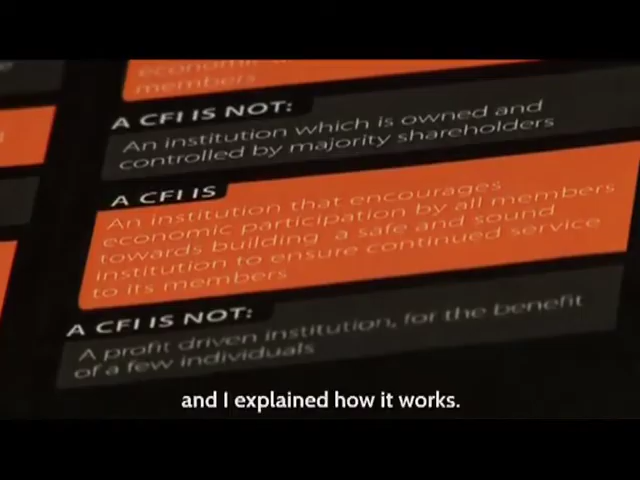 economic
members
A CFI IS NOT:
An institution which is owned and
controlled by majority shareholders
A CFI IS
An institution that encourages
economic participation by all members
towards building a safe and sound
institution to ensure continued service
to its members
A CFI IS NOT:
A profit driven institution, for the benefit
of a few individuals
and I explained how it works.